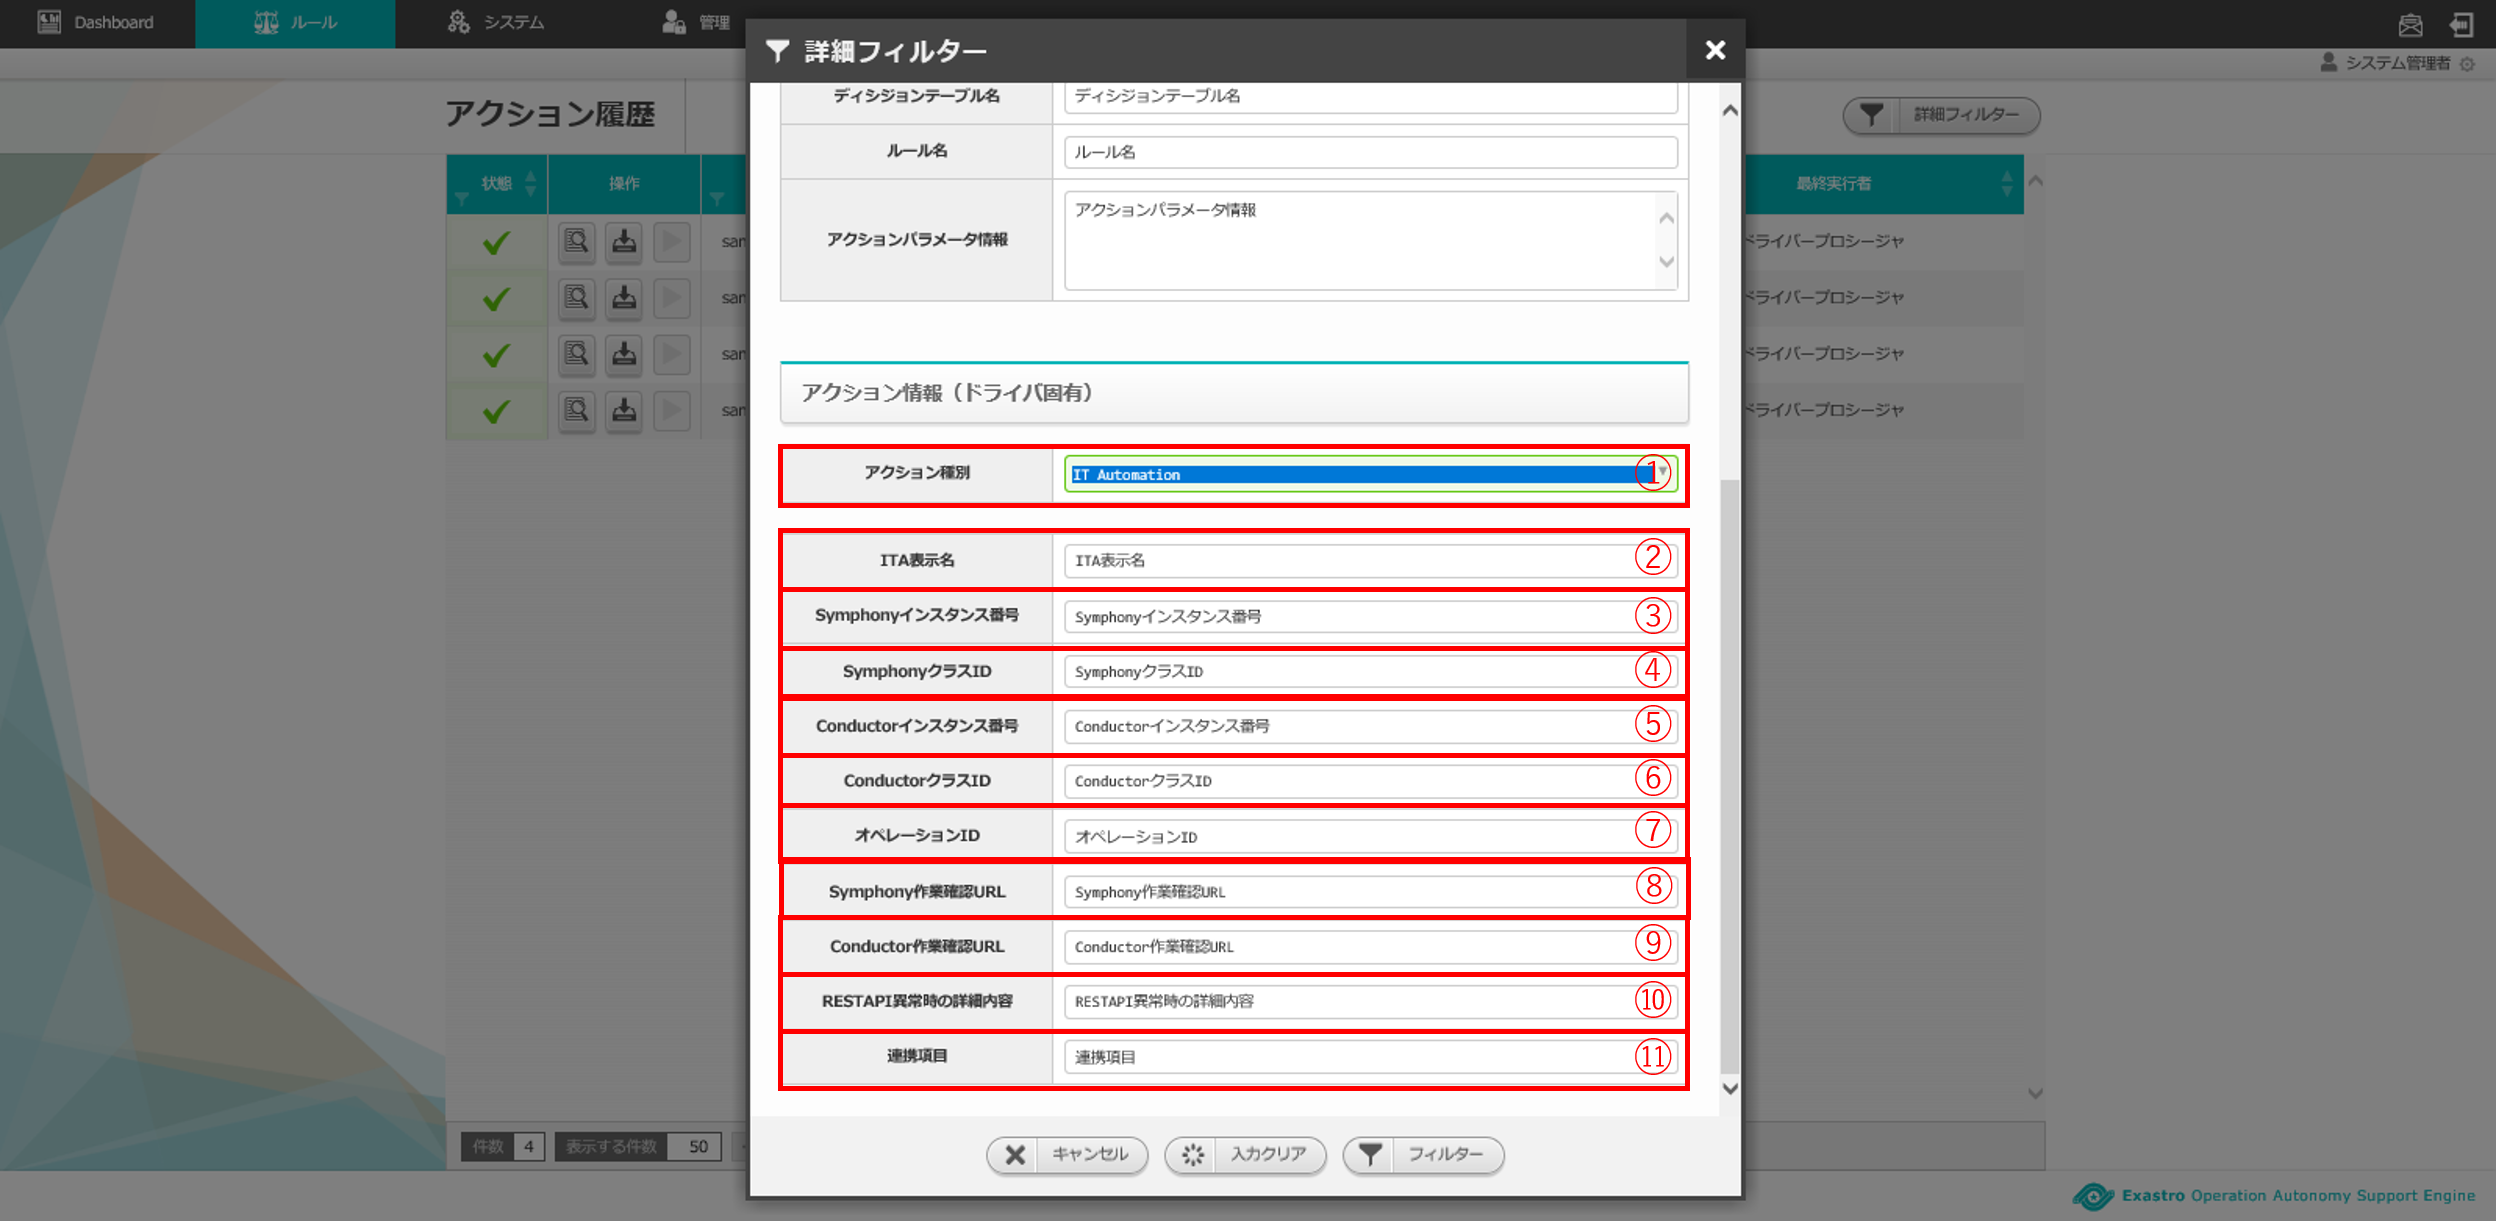 Dashboard
ルール
システム
管理
システム管理者
アクション履歴
詳細フィルター
状態
操作
最終実行者
san
ドライバープロシージャ
san
ドライバープロシージャ
san
ドライバープロシージャ
san
ドライバープロシージャ
件数 4
表示する件数 50
詳細フィルター
ディシジョンテーブル名 ディシジョンテーブル名
ルール名 ルール名
アクションパラメータ情報 アクションパラメータ情報
アクション情報（ドライバ固有）
アクション種別 IT Automation ①
ITA表示名 ITA表示名 ②
Symphonyインスタンス番号 Symphonyインスタンス番号 ③
SymphonyクラスID SymphonyクラスID ④
Conductorインスタンス番号 Conductorインスタンス番号 ⑤
ConductorクラスID ConductorクラスID ⑥
オペレーションID オペレーションID ⑦
Symphony作業確認URL Symphony作業確認URL ⑧
Conductor作業確認URL Conductor作業確認URL ⑨
RESTAPI異常時の詳細内容 RESTAPI異常時の詳細内容 ⑩
連携項目 連携項目 ⑪
キャンセル
入力クリア
フィルター
Exastro Operation Autonomy Support Engine